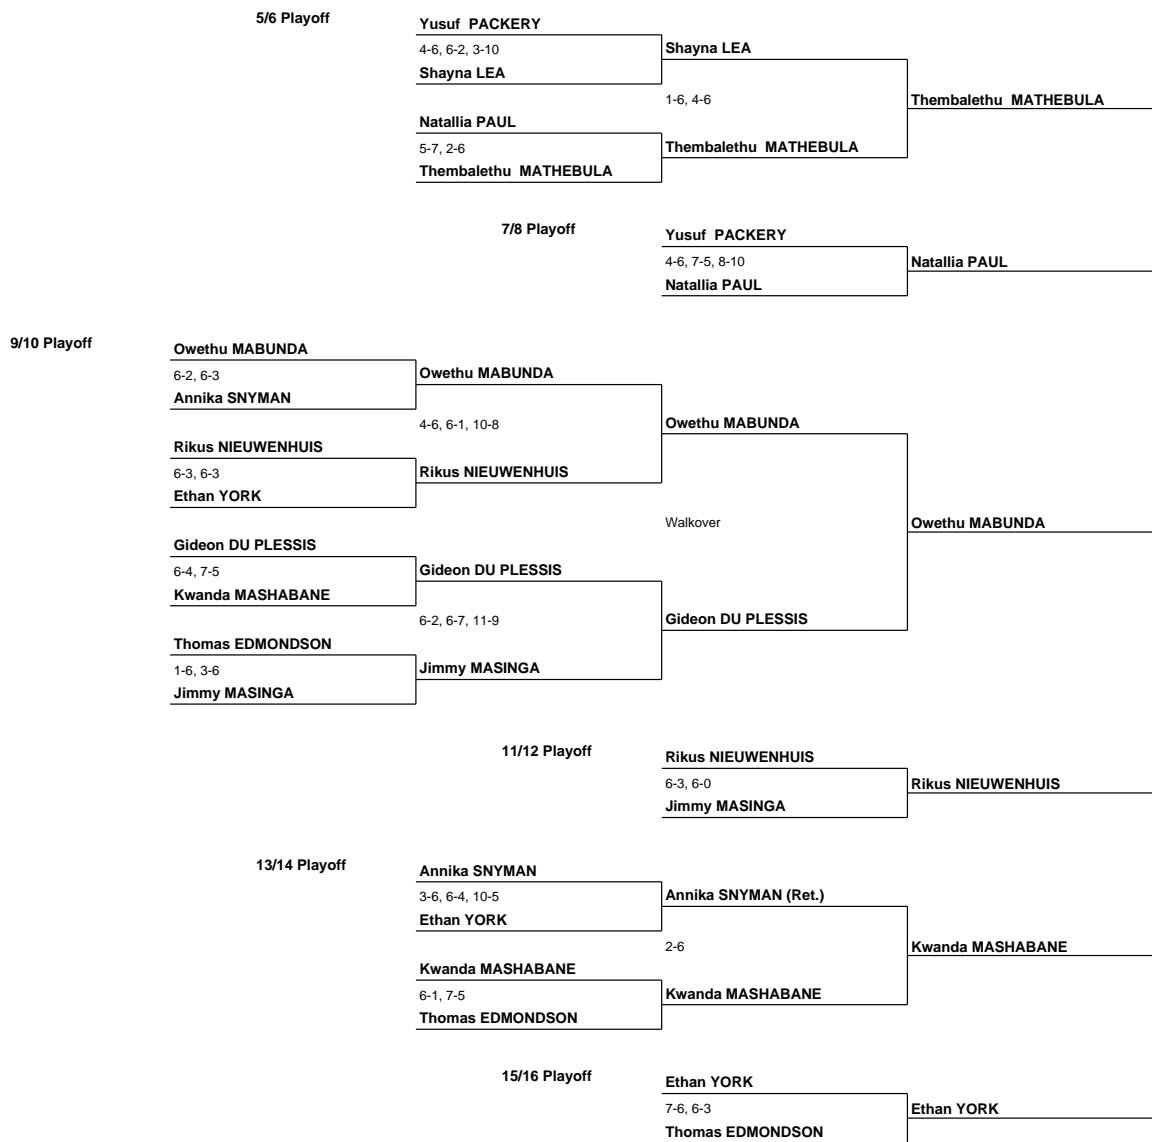 5/6 Playoff
Yusuf PACKERY
4-6, 6-2, 3-10
Shayna LEA
Shayna LEA
1-6, 4-6
Thembalethu MATHEBULA
Natallia PAUL
5-7, 2-6
Thembalethu MATHEBULA
Thembalethu MATHEBULA
7/8 Playoff
Yusuf PACKERY
4-6, 7-5, 8-10
Natallia PAUL
Natallia PAUL
9/10 Playoff
Owethu MABUNDA
6-2, 6-3
Owethu MABUNDA
Annika SNYMAN
4-6, 6-1, 10-8
Owethu MABUNDA
Rikus NIEUWENHUIS
6-3, 6-3
Rikus NIEUWENHUIS
Ethan YORK
Walkover
Owethu MABUNDA
Gideon DU PLESSIS
6-4, 7-5
Gideon DU PLESSIS
Kwanda MASHABANE
6-2, 6-7, 11-9
Gideon DU PLESSIS
Thomas EDMONDSON
1-6, 3-6
Jimmy MASINGA
Jimmy MASINGA
11/12 Playoff
Rikus NIEUWENHUIS
6-3, 6-0
Rikus NIEUWENHUIS
Jimmy MASINGA
13/14 Playoff
Annika SNYMAN
3-6, 6-4, 10-5
Annika SNYMAN (Ret.)
Ethan YORK
2-6
Kwanda MASHABANE
Kwanda MASHABANE
6-1, 7-5
Kwanda MASHABANE
Thomas EDMONDSON
15/16 Playoff
Ethan YORK
7-6, 6-3
Ethan YORK
Thomas EDMONDSON